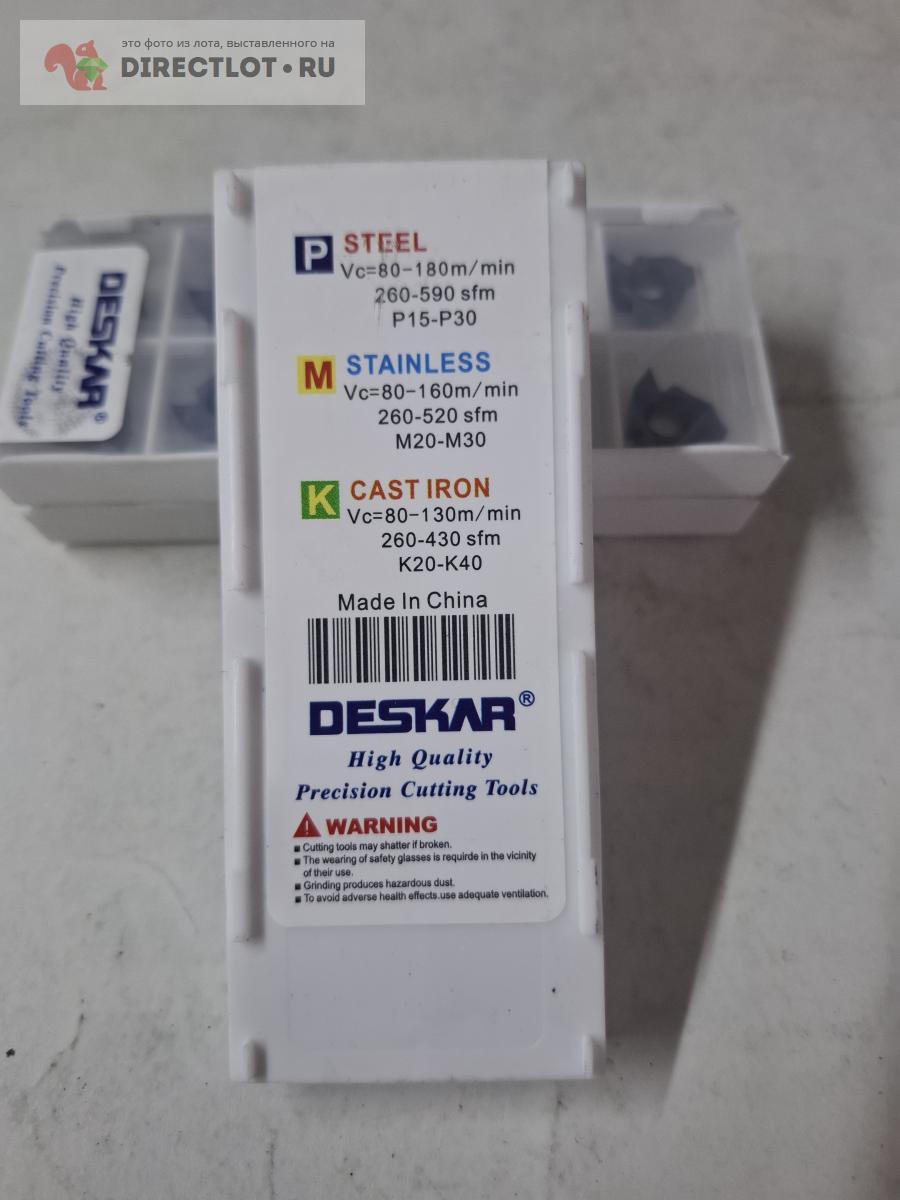 это фото из лота, выставленного на
DIRECTLOT•RU
P STEEL
Vc=80-180m/min
260-590 sfm
P15-P30
M STAINLESS
Vc=80-160m/min
260-520 sfm
M20-M30
K CAST IRON
Vc=80-130m/min
260-430 sfm
K20-K40
Made In China
DESKAR®
High Quality
Precision Cutting Tools
WARNING
Cutting tools may shatter if broken.
The wearing of safety glasses is requirde in the vicinity
of their use.
Grinding produces hazardous dust.
To avoid adverse health effects.use adequate ventilation.
DESKAR®
High Quality
Precision Cutting Tools